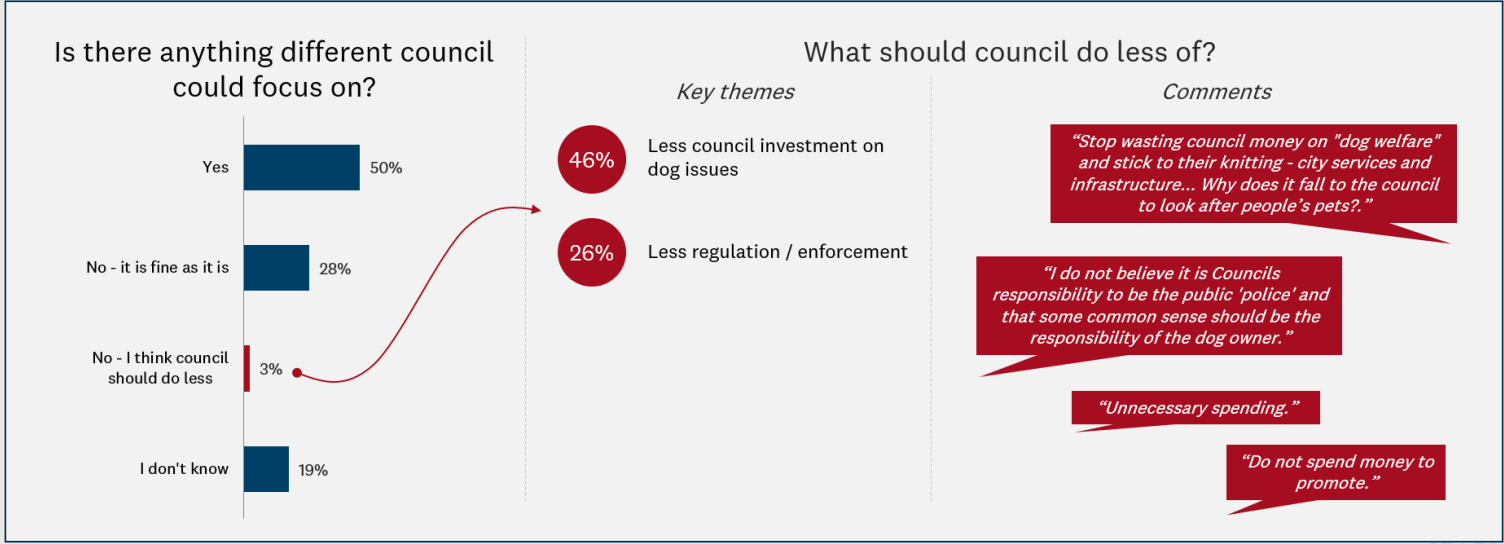 Is there anything different council
could focus on?
Yes
50%
No - it is fine as it is
28%
No - I think council
should do less
3%
I don't know
19%
What should council do less of?
Key themes
46%
Less council investment on
dog issues
26%
Less regulation / enforcement
Comments
“Stop wasting council money on "dog welfare"
and stick to their knitting - city services and
infrastructure... Why does it fall to the council
to look after people’s pets?.”
“I do not believe it is Councils
responsibility to be the public 'police' and
that some common sense should be the
responsibility of the dog owner.”
“Unnecessary spending.”
“Do not spend money to
promote.”